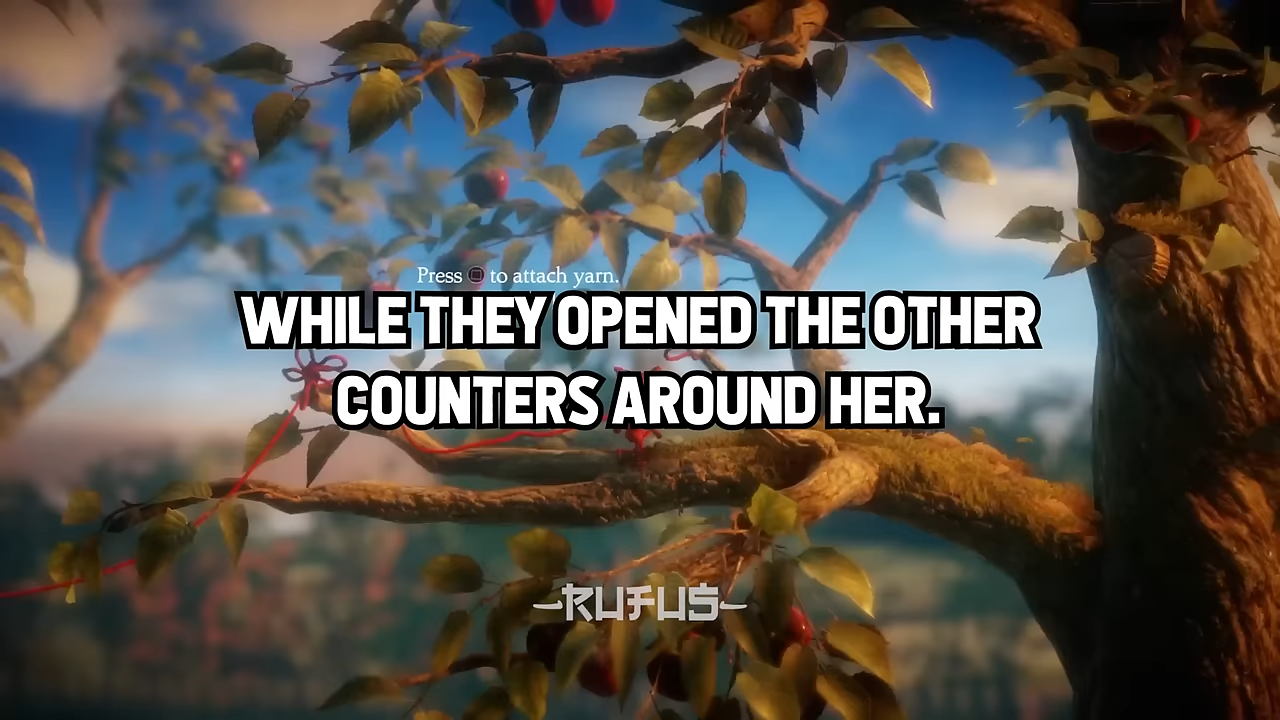 Press □ to attach yarn.
WHILE THEY OPENED THE OTHER
COUNTERS AROUND HER.
-RUFUS-